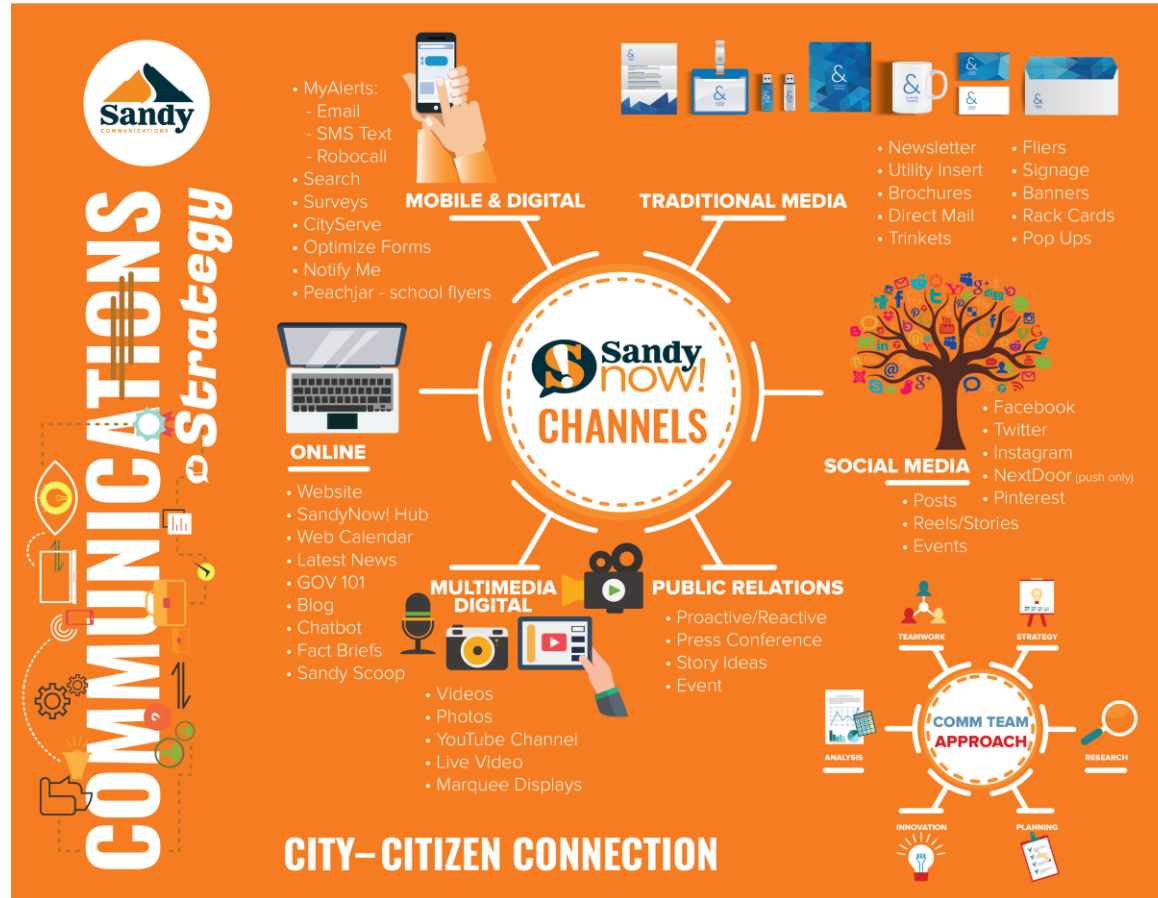 Sandy
COMMUNICATIONS
COMMUNICATIONS
Strategy
• MyAlerts:
- Email
- SMS Text
- Robocall
• Search
• Surveys
• CityServe
• Optimize Forms
• Notify Me
• Peachjar - school flyers
MOBILE & DIGITAL
TRADITIONAL MEDIA
• Newsletter
• Utility Insert
• Brochures
• Direct Mail
• Trinkets
• Fliers
• Signage
• Banners
• Rack Cards
• Pop Ups
&
&
&
&
&
&
S Sandy
now!
CHANNELS
ONLINE
• Website
• SandyNow! Hub
• Web Calendar
• Latest News
• GOV 101
• Blog
• Chatbot
• Fact Briefs
• Sandy Scoop
digg
You
Tube
SOCIAL MEDIA
• Facebook
• Twitter
• Instagram
• NextDoor (push only)
• Pinterest
• Posts
• Reels/Stories
• Events
MULTIMEDIA
DIGITAL
• Videos
• Photos
• YouTube Channel
• Live Video
• Marquee Displays
PUBLIC RELATIONS
• Proactive/Reactive
• Press Conference
• Story Ideas
• Event
TEAMWORK
STRATEGY
ANALYSIS
COMM TEAM
APPROACH
RESEARCH
INNOVATION
PLANNING
CITY–CITIZEN CONNECTION